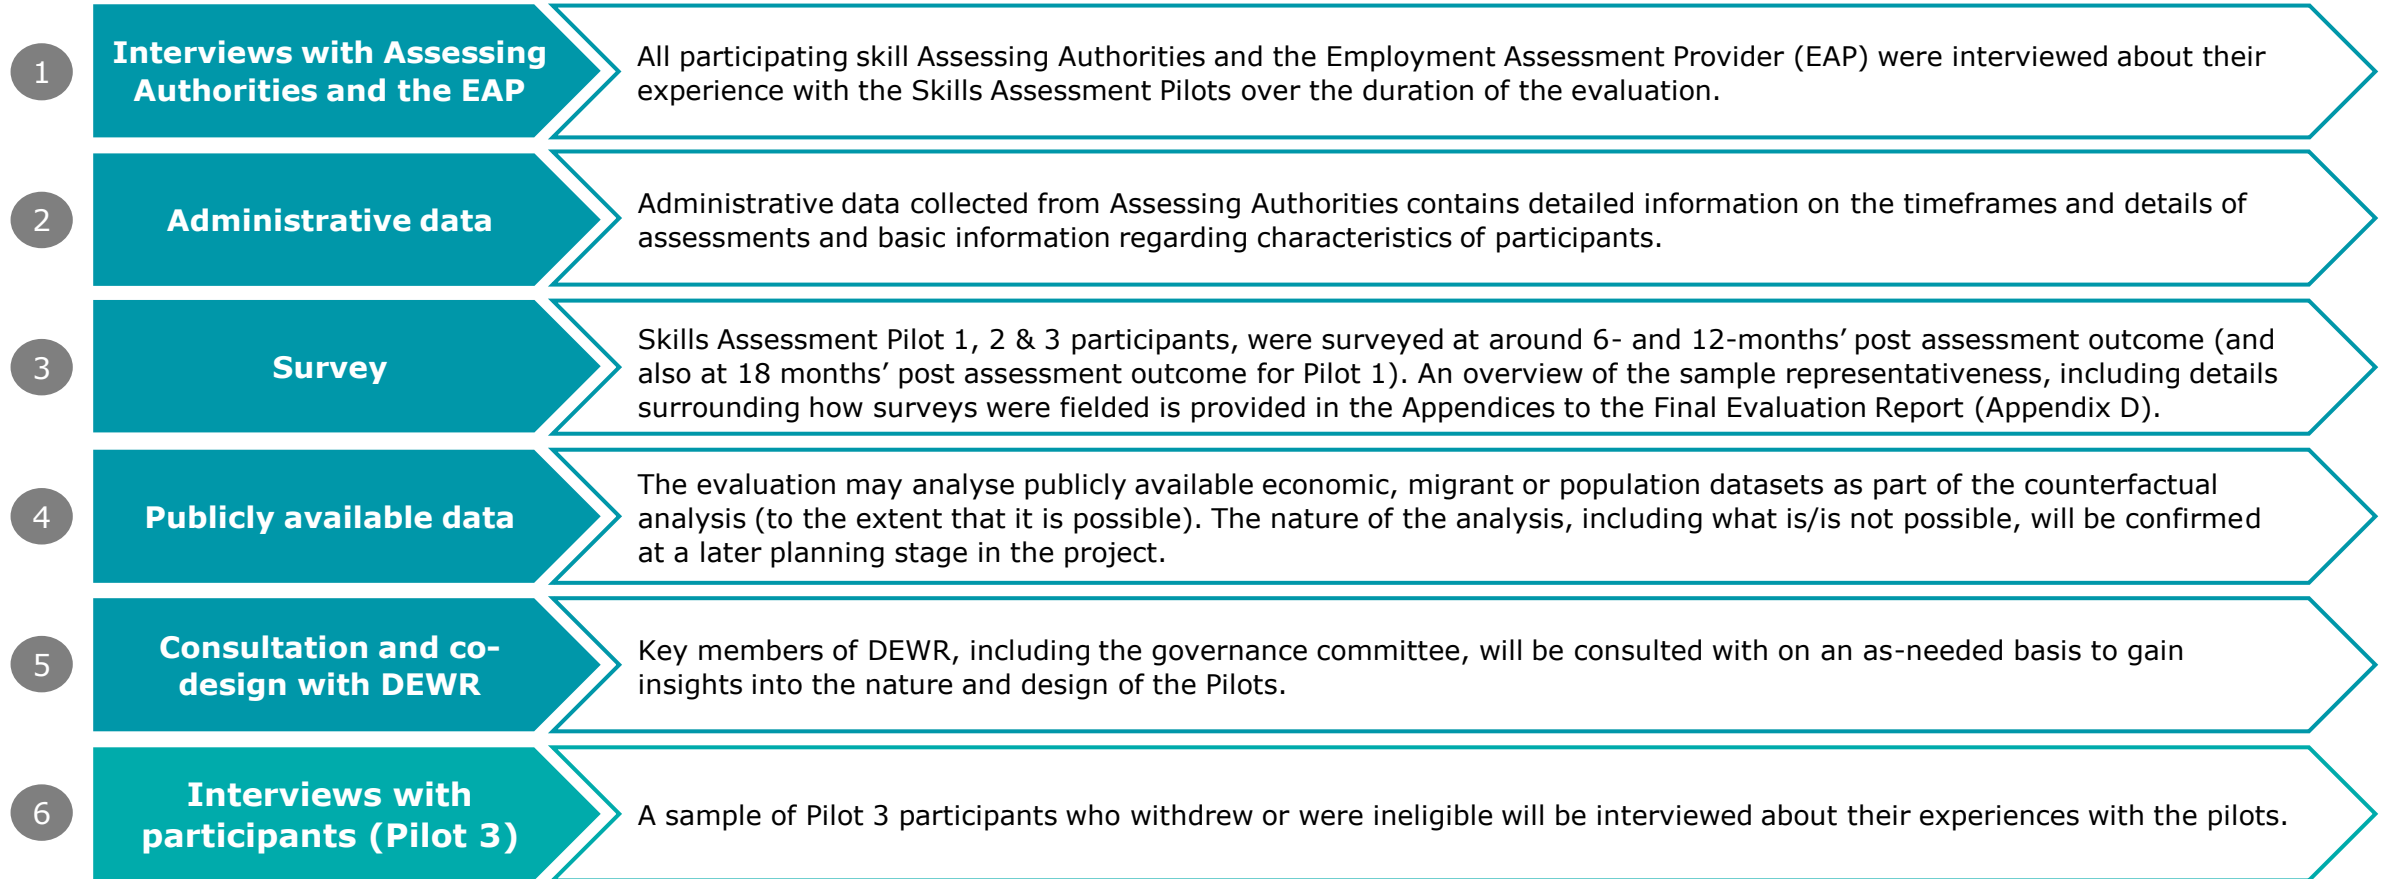 1
Interviews with Assessing
Authorities and the EAP
All participating skill Assessing Authorities and the Employment Assessment Provider (EAP) were interviewed about their
experience with the Skills Assessment Pilots over the duration of the evaluation.
2
Administrative data
Administrative data collected from Assessing Authorities contains detailed information on the timeframes and details of
assessments and basic information regarding characteristics of participants.
3
Survey
Skills Assessment Pilot 1, 2 & 3 participants, were surveyed at around 6- and 12-months’ post assessment outcome (and
also at 18 months’ post assessment outcome for Pilot 1). An overview of the sample representativeness, including details
surrounding how surveys were fielded is provided in the Appendices to the Final Evaluation Report (Appendix D).
4
Publicly available data
The evaluation may analyse publicly available economic, migrant or population datasets as part of the counterfactual
analysis (to the extent that it is possible). The nature of the analysis, including what is/is not possible, will be confirmed
at a later planning stage in the project.
5
Consultation and co-
design with DEWR
Key members of DEWR, including the governance committee, will be consulted with on an as-needed basis to gain
insights into the nature and design of the Pilots.
6
Interviews with
participants (Pilot 3)
A sample of Pilot 3 participants who withdrew or were ineligible will be interviewed about their experiences with the pilots.